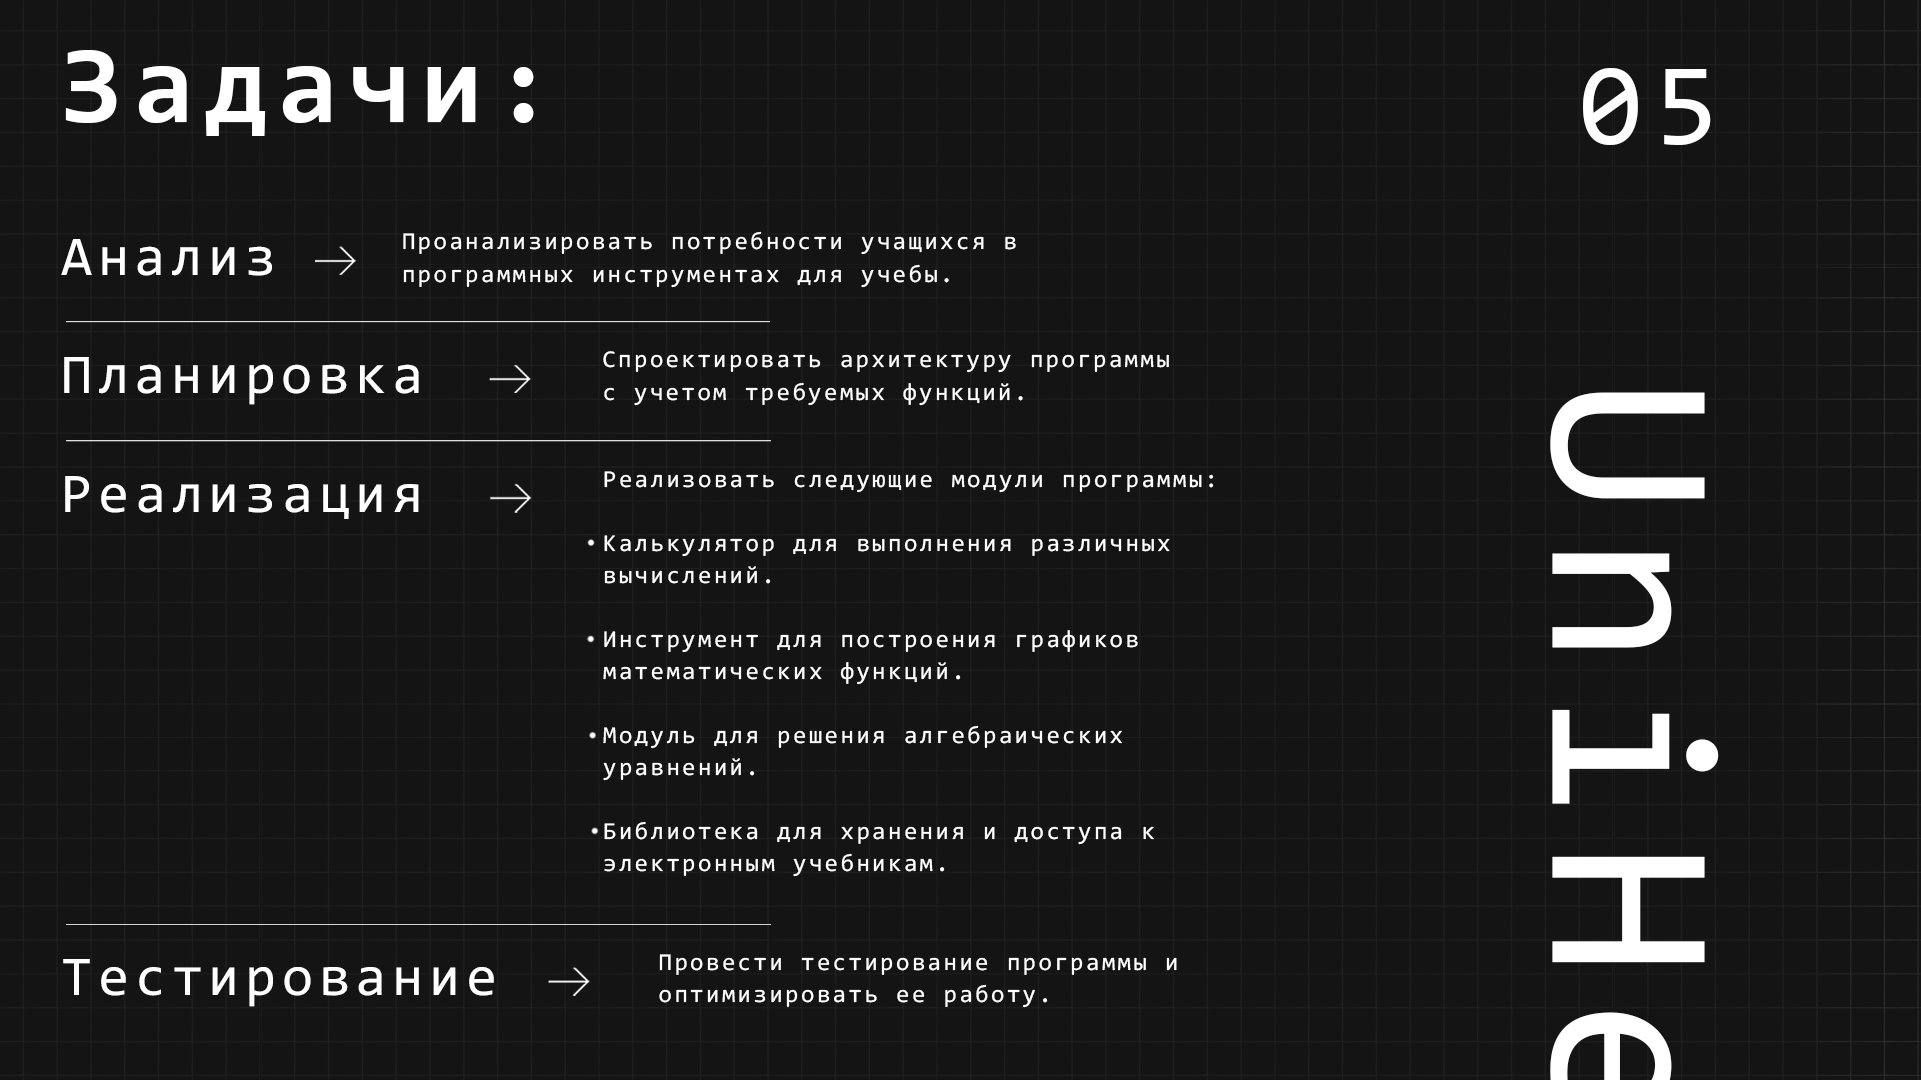 Задачи:
05
Анализ → Проанализировать потребности учащихся в
программных инструментах для учебы.
Планировка → Спроектировать архитектуру программы
с учетом требуемых функций.
Реализация → Реализовать следующие модули программы:
•Калькулятор для выполнения различных
вычислений.
•Инструмент для построения графиков
математических функций.
•Модуль для решения алгебраических
уравнений.
•Библиотека для хранения и доступа к
электронным учебникам.
Тестирование → Провести тестирование программы и
оптимизировать ее работу.
UniHe